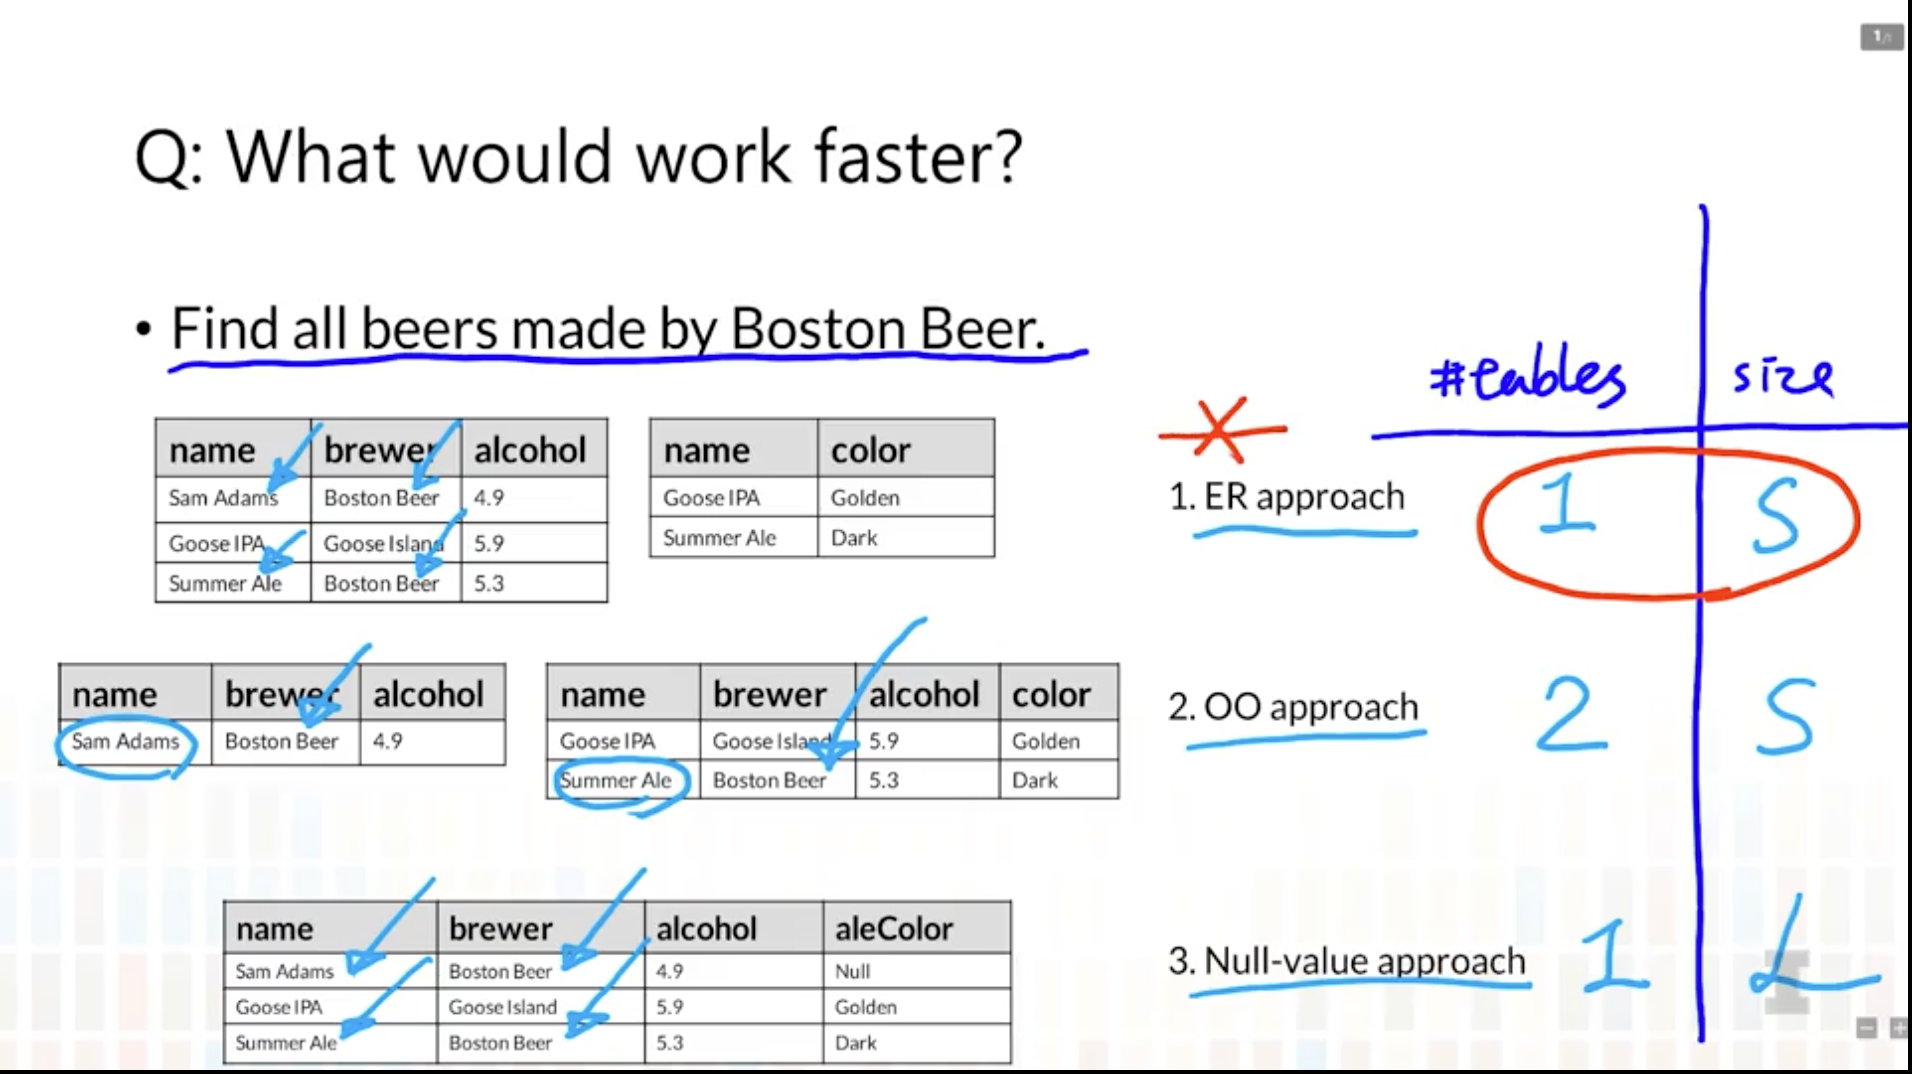 1/1
Q: What would work faster?
• Find all beers made by Boston Beer.
#tables size
name brewer alcohol
Sam Adams Boston Beer 4.9
Goose IPA Goose Island 5.9
Summer Ale Boston Beer 5.3
name color
Goose IPA Golden
Summer Ale Dark
1. ER approach 1 S
name brewer alcohol
Sam Adams Boston Beer 4.9
name brewer alcohol color
Goose IPA Goose Island 5.9 Golden
Summer Ale Boston Beer 5.3 Dark
2. OO approach 2 S
name brewer alcohol aleColor
Sam Adams Boston Beer 4.9 Null
Goose IPA Goose Island 5.9 Golden
Summer Ale Boston Beer 5.3 Dark
3. Null-value approach 1 L